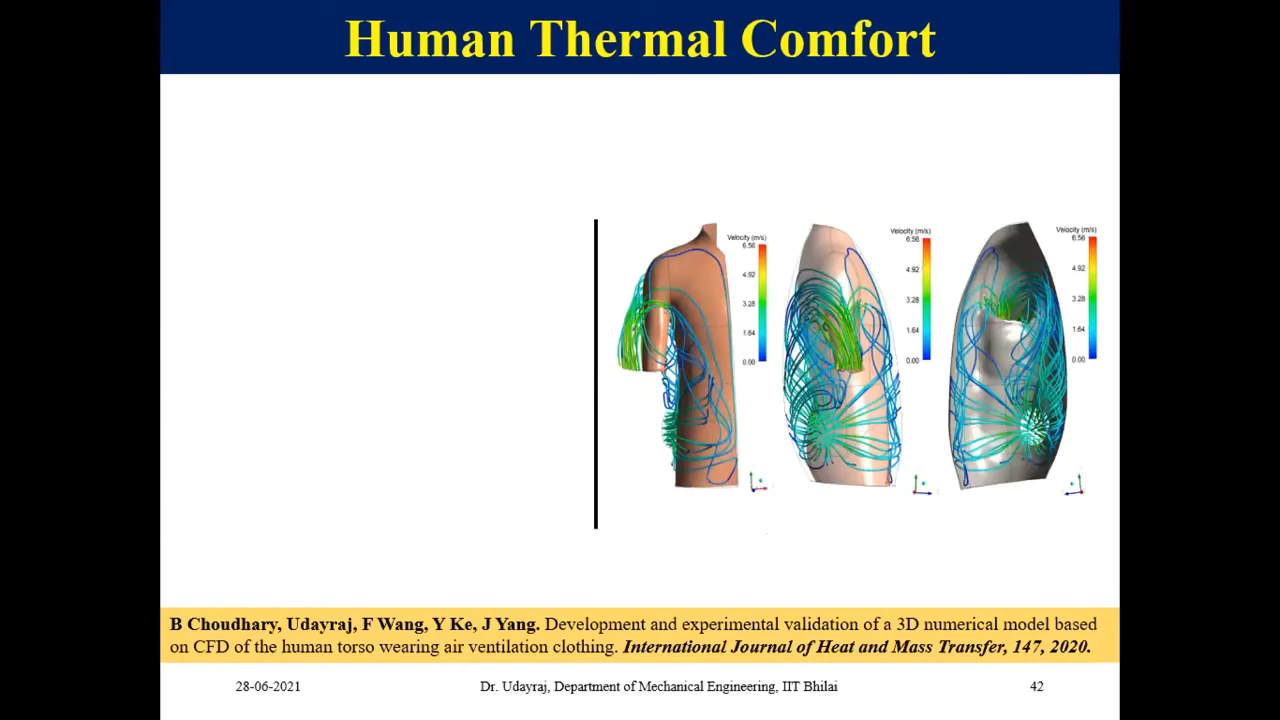 Human Thermal Comfort
Velocity (m/s)
6.56
4.92
3.28
1.64
0.00
Velocity (m/s)
6.56
4.92
3.28
1.64
0.00
Velocity (m/s)
6.56
4.92
3.28
1.64
0.00
B Choudhary, Udayraj, F Wang, Y Ke, J Yang. Development and experimental validation of a 3D numerical model based
on CFD of the human torso wearing air ventilation clothing. International Journal of Heat and Mass Transfer, 147, 2020.
28-06-2021 Dr. Udayraj, Department of Mechanical Engineering, IIT Bhilai 42